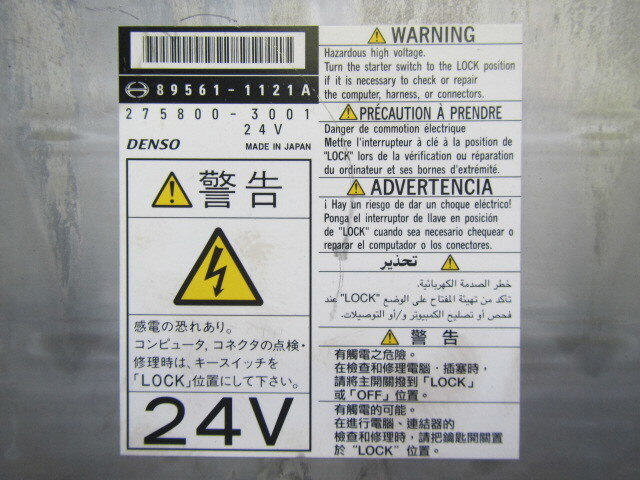 89561-1121A
275800-3001
24V
DENSO MADE IN JAPAN
警告
感電の恐れあり。
コンピュータ、コネクタの点検・
修理時は、キースイッチを
「LOCK」位置にして下さい。
24V
WARNING
Hazardous high voltage.
Turn the starter switch to the LOCK position
if it is necessary to check or repair
the computer, harness, or connectors.
PRÉCAUTION À PRENDRE
Danger de commotion électrique
Mettre l'interrupteur à clé à la position de
"LOCK" lors de la vérification ou réparation
du ordinateur et ses bornes d'extrémité.
ADVERTENCIA
¡ Hay un riesgo de dar un choque eléctrico!
Ponga el interruptor de llave en posición
de "LOCK" cuando sea necesario chequear o
reparar el computador o los conectores.
تحذير
خطر الصدمة الكهربائية.
تأكد من تهيئة المفتاح على الوضع "LOCK" عند
فحص أو تصليح الكمبيوتر و/أو التوصيلات.
警告
有觸電之危險。
在檢查和修理電腦・插塞時，
請將主開關撥到「LOCK」
或「OFF」位置。
有觸電的可能。
在進行電腦、連結器的
檢查和修理時，請把鑰匙開關置
於 "LOCK" 位置。